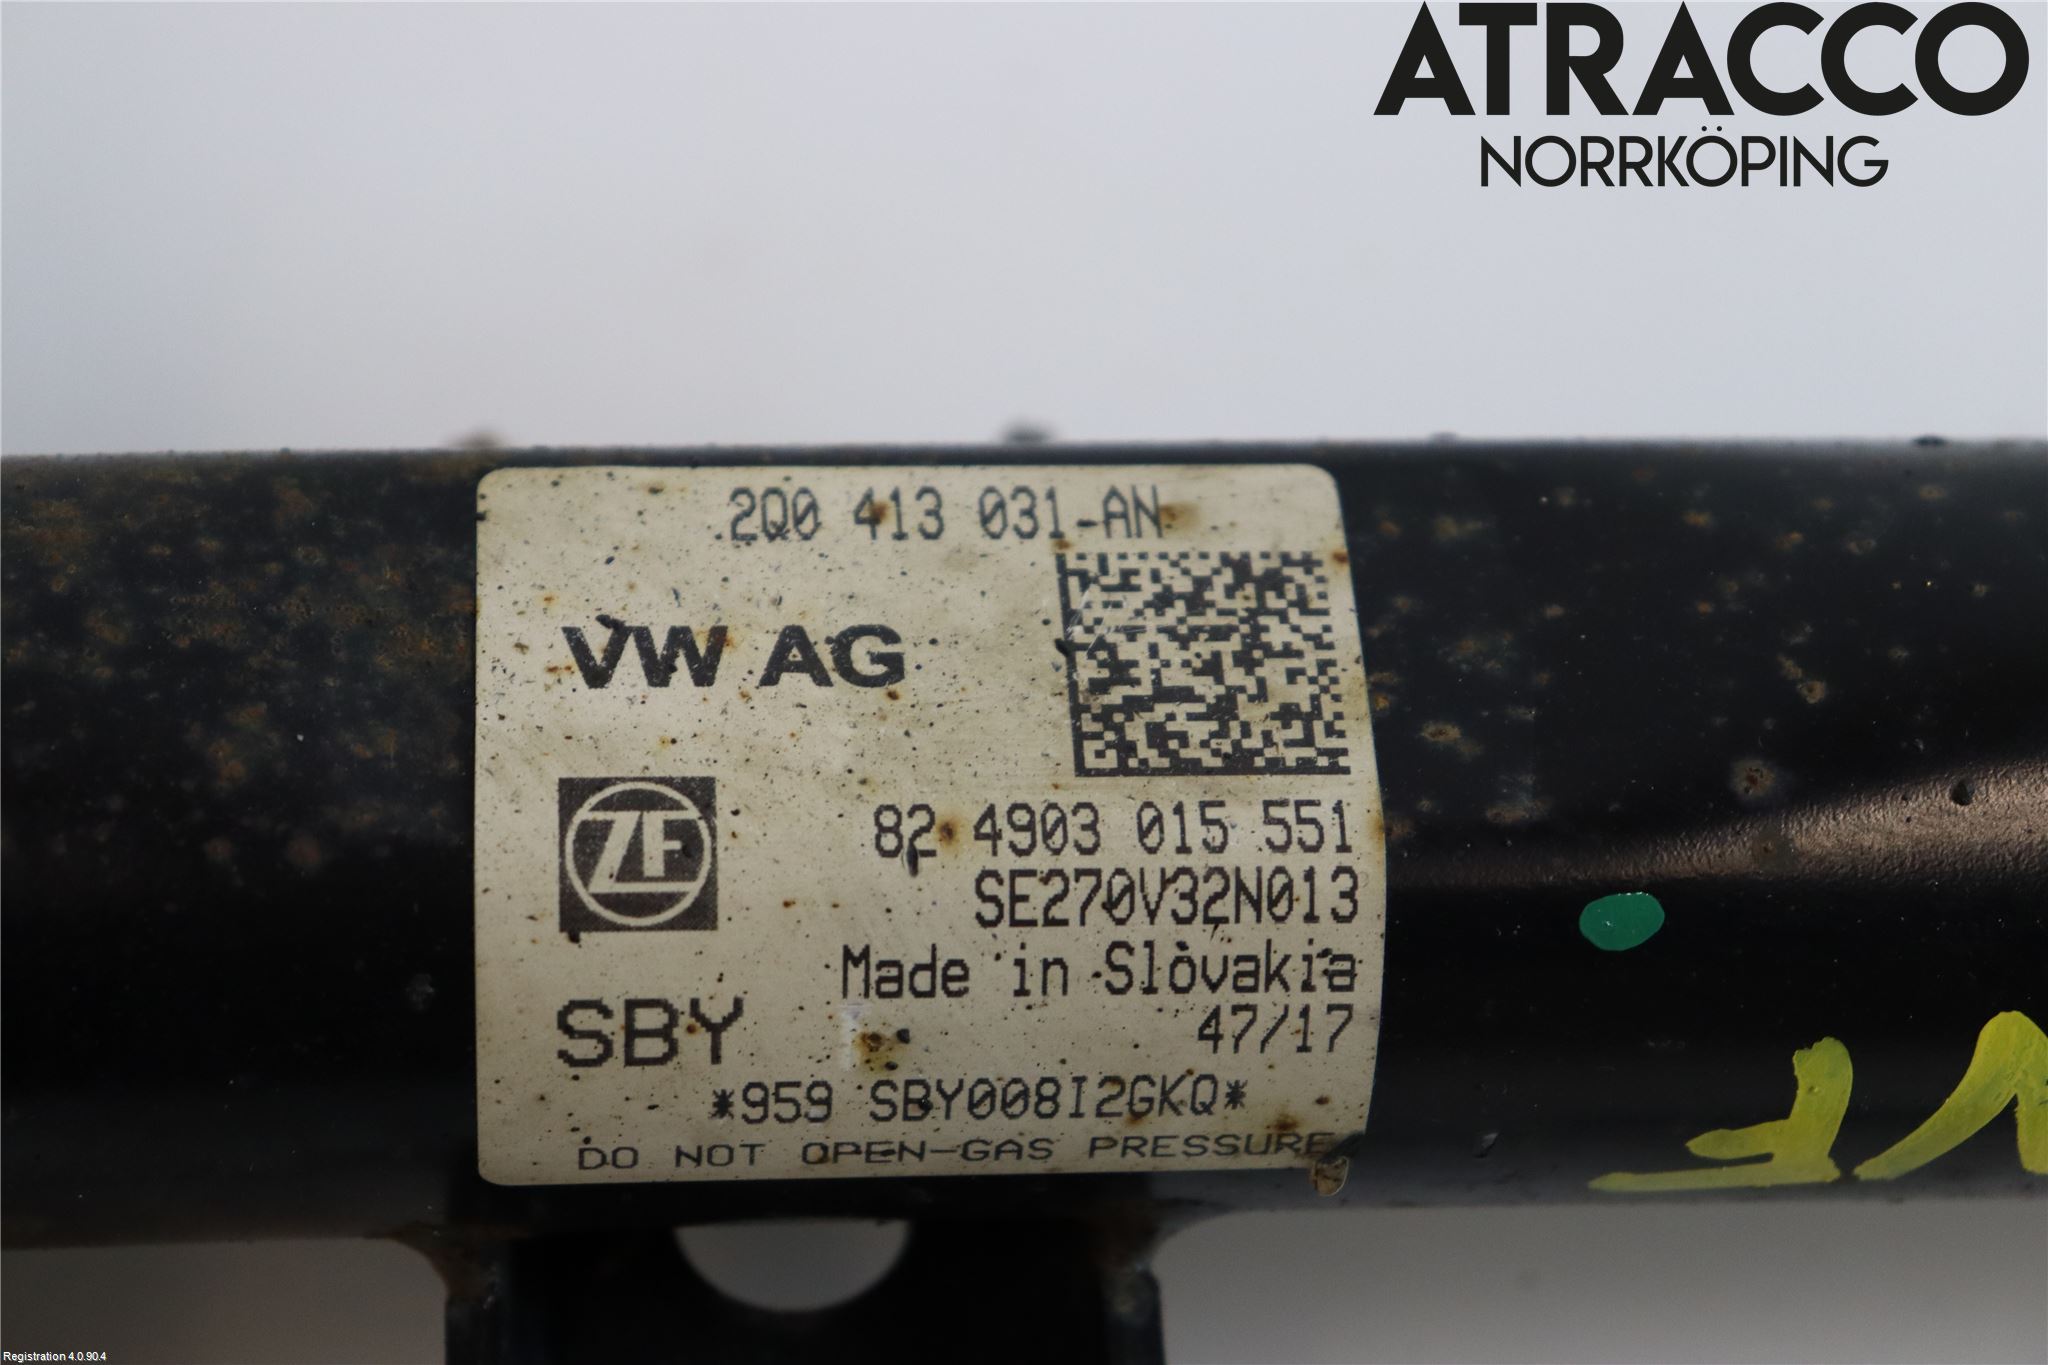 ATRACCO
NORRKÖPING
2Q0 413 031-AN
VW AG
ZF
82 4903 015 551
SE270V32N013
Made in Slovakia
47/17
SBY
*959 SBY008I2GKQ*
DO NOT OPEN-GAS PRESSURE
VF
Registration 4.0.90.4